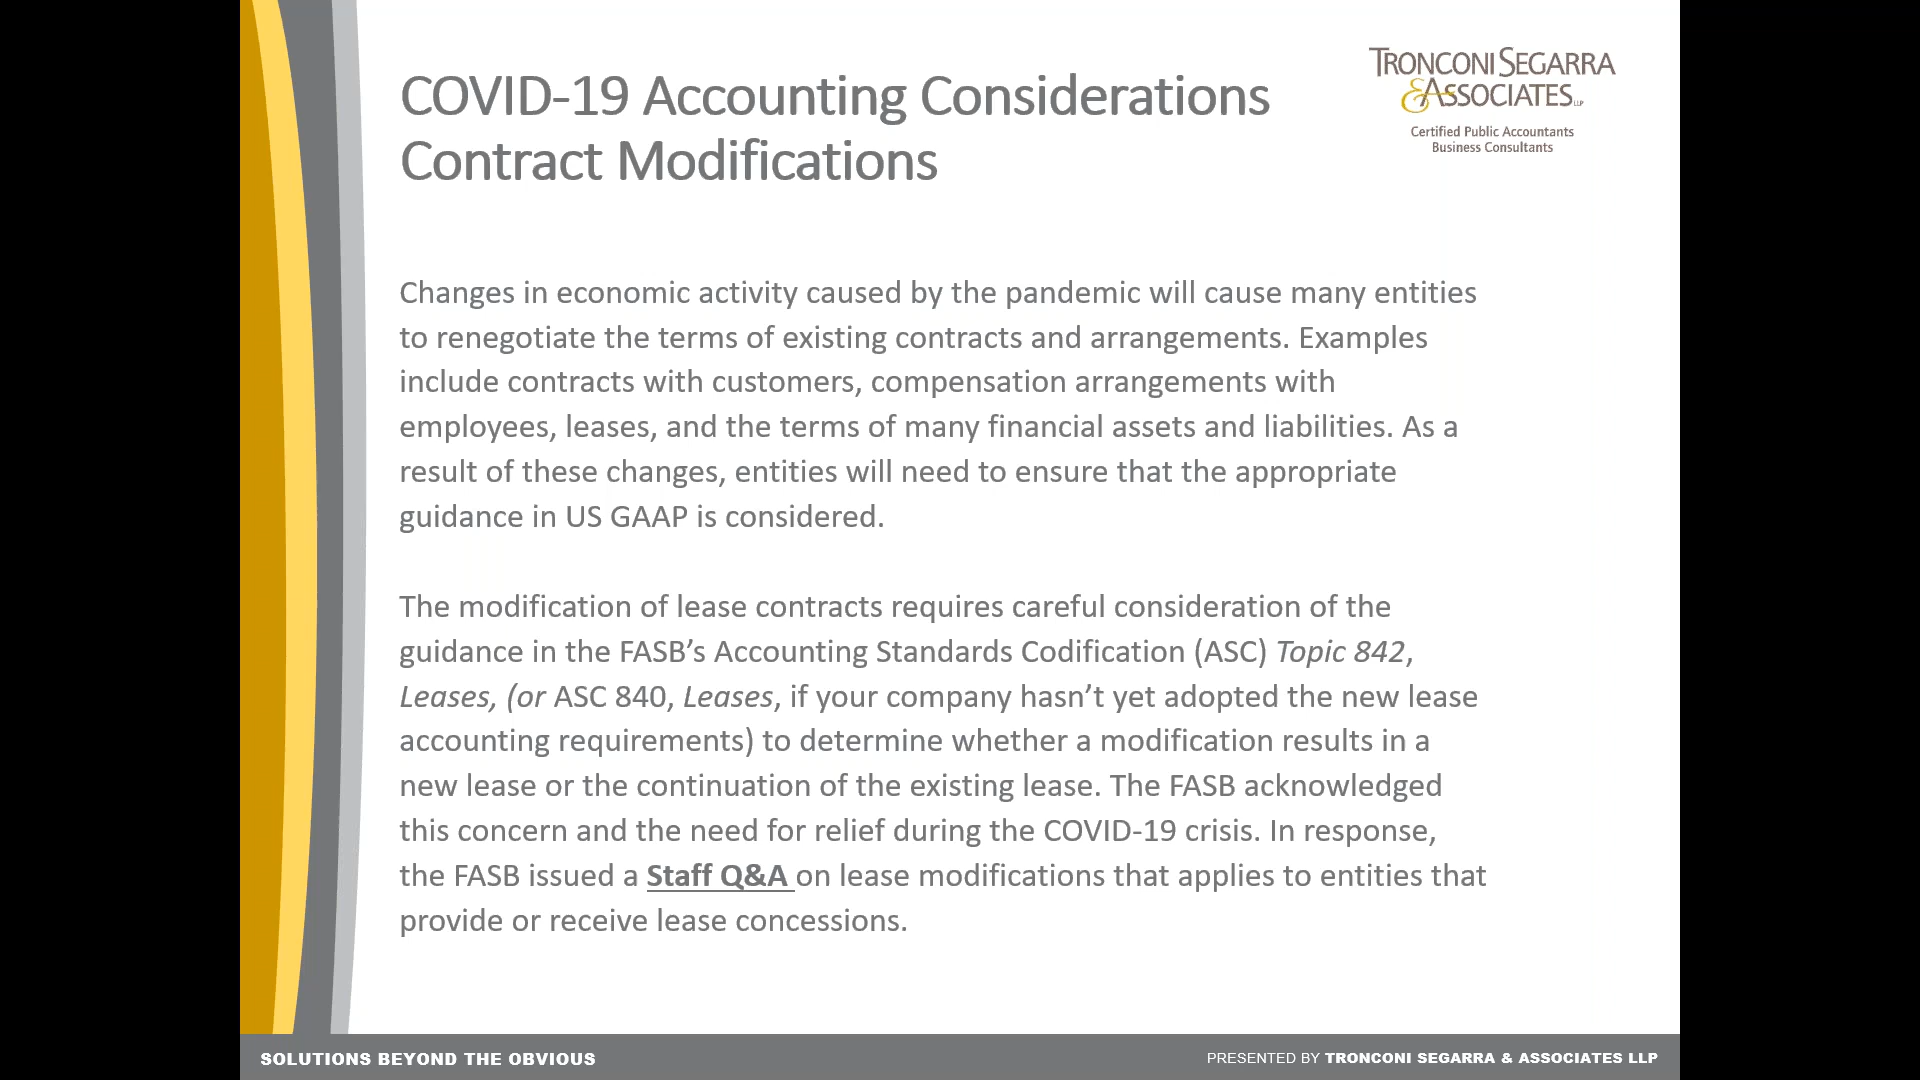 COVID-19 Accounting Considerations
Contract Modifications
TRONCONI SEGARRA
& ASSOCIATES LLP
Certified Public Accountants
Business Consultants
Changes in economic activity caused by the pandemic will cause many entities
to renegotiate the terms of existing contracts and arrangements. Examples
include contracts with customers, compensation arrangements with
employees, leases, and the terms of many financial assets and liabilities. As a
result of these changes, entities will need to ensure that the appropriate
guidance in US GAAP is considered.
The modification of lease contracts requires careful consideration of the
guidance in the FASB’s Accounting Standards Codification (ASC) Topic 842,
Leases, (or ASC 840, Leases, if your company hasn’t yet adopted the new lease
accounting requirements) to determine whether a modification results in a
new lease or the continuation of the existing lease. The FASB acknowledged
this concern and the need for relief during the COVID-19 crisis. In response,
the FASB issued a Staff Q&A on lease modifications that applies to entities that
provide or receive lease concessions.
SOLUTIONS BEYOND THE OBVIOUS
PRESENTED BY TRONCONI SEGARRA & ASSOCIATES LLP